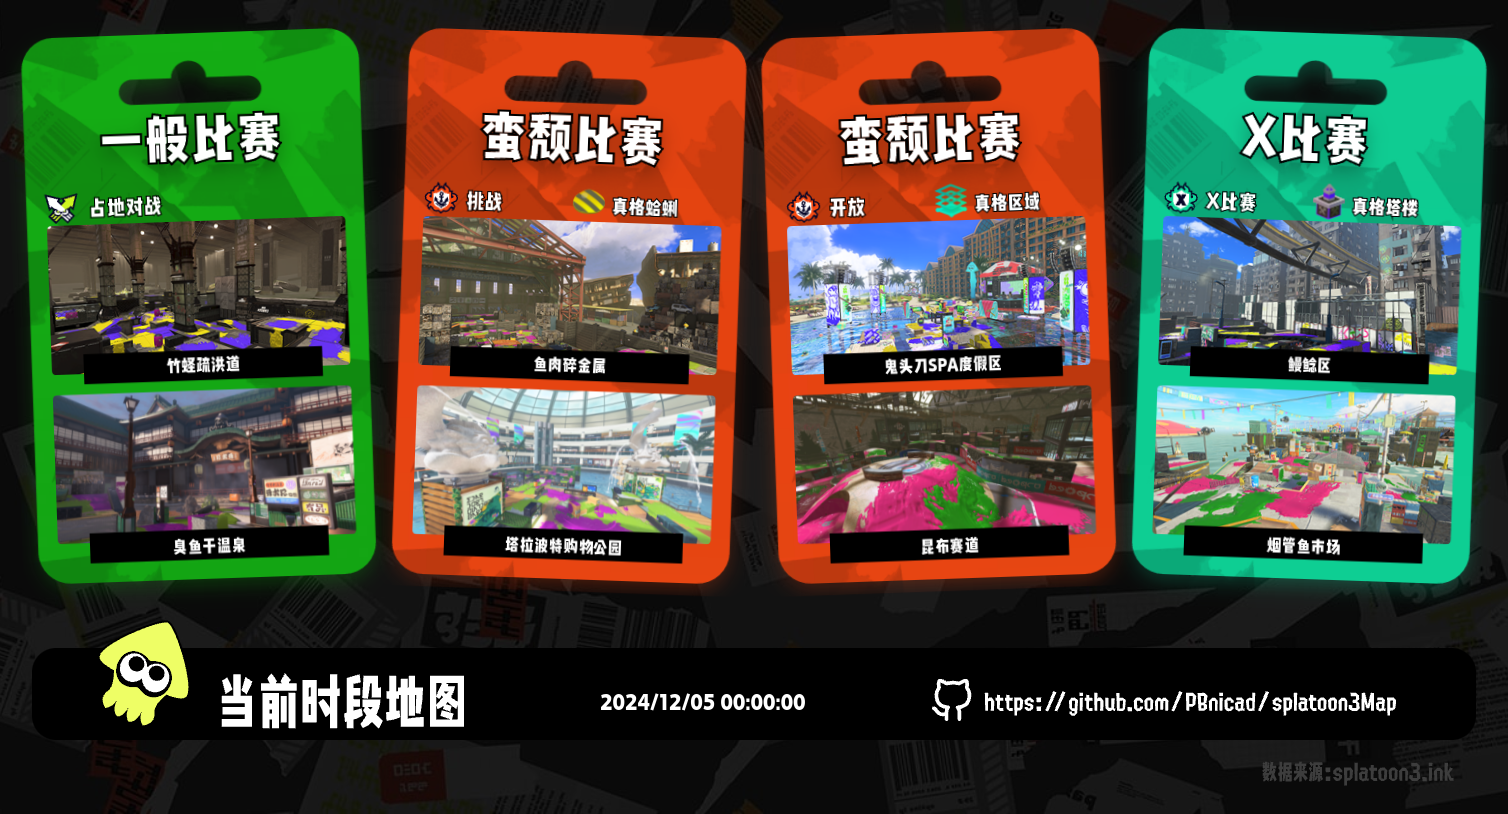 一般比赛
占地对战
竹蛏疏洪道
臭鱼干温泉
蛮颓比赛
挑战
真格蛤蜊
鱼肉碎金属
塔拉波特购物公园
蛮颓比赛
开放
真格区域
鬼头刀SPA度假区
昆布赛道
X比赛
X比赛
真格塔楼
鳗鲶区
烟管鱼市场
当前时段地图
2024/12/05 00:00:00
https://github.com/PBnicad/splatoon3Map
数据来源:splatoon3.ink